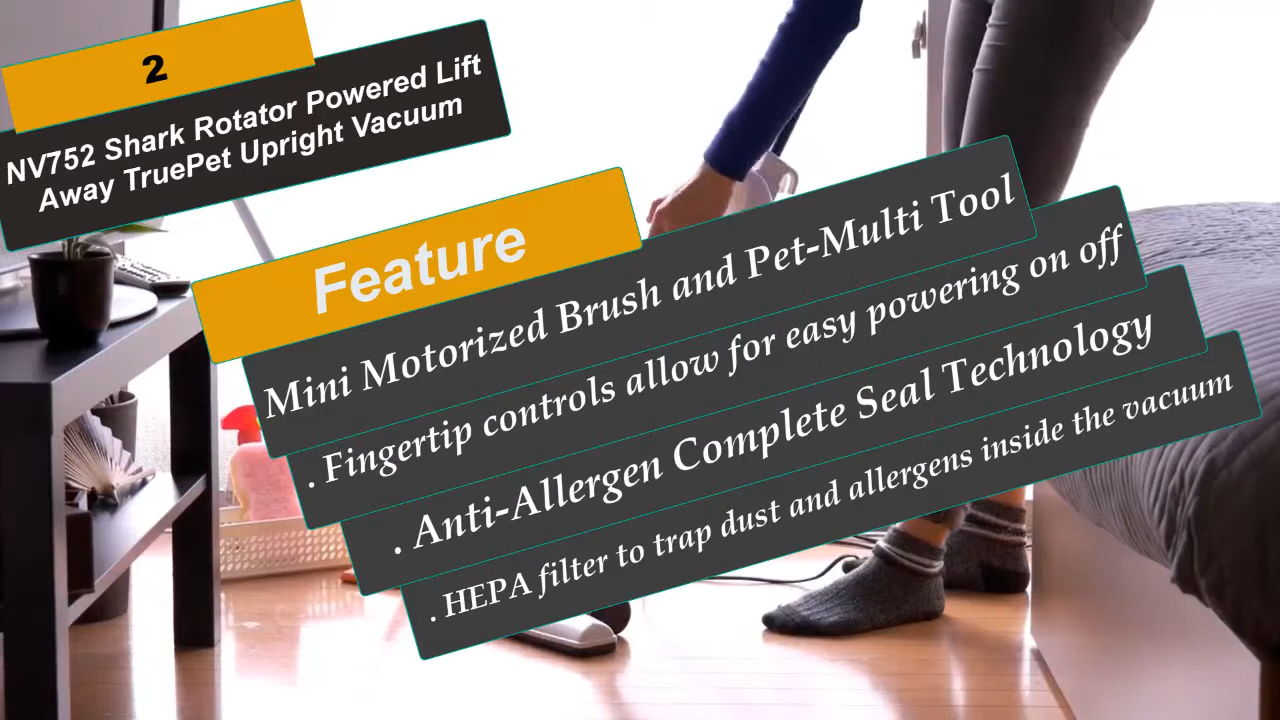 2
NV752 Shark Rotator Powered Lift
Away TruePet Upright Vacuum
Feature
Mini Motorized Brush and Pet-Multi Tool
. Fingertip controls allow for easy powering on off
. Anti-Allergen Complete Seal Technology
. HEPA filter to trap dust and allergens inside the vacuum